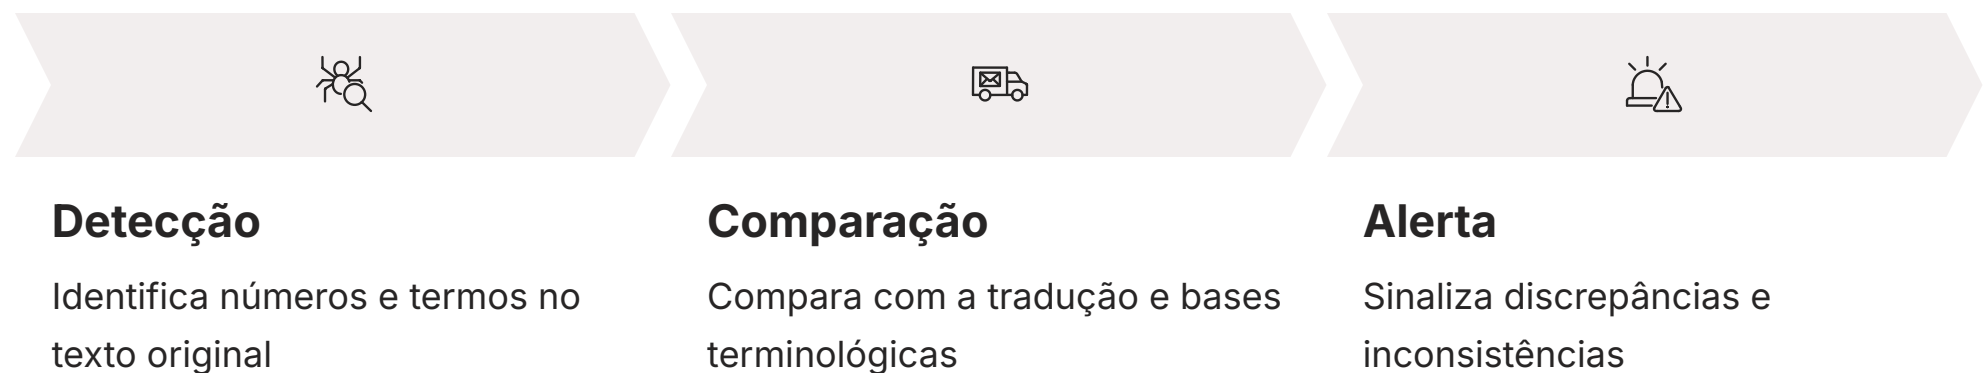 Detecção
Identifica números e termos no
texto original
Comparação
Compara com a tradução e bases
terminológicas
Alerta
Sinaliza discrepâncias e
inconsistências